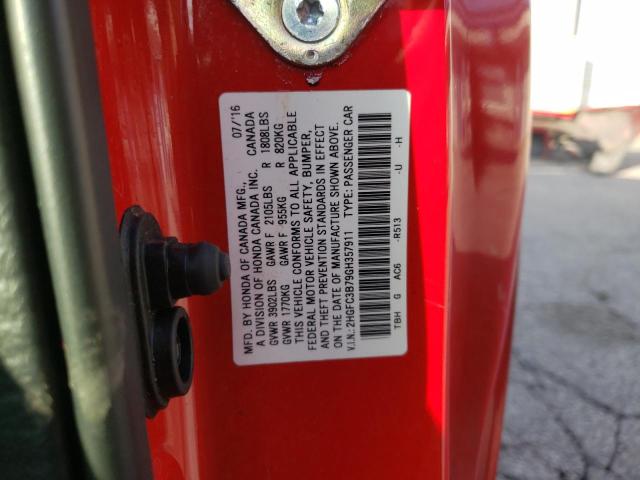 MFD. BY HONDA OF CANADA MFG., 07/'16
A DIVISION OF HONDA CANADA INC. CANADA
GVWR 3902LBS GAWR F 2105LBS R 1808LBS
GVWR 1770KG GAWR F 955KG R 820KG
THIS VEHICLE CONFORMS TO ALL APPLICABLE
FEDERAL MOTOR VEHICLE SAFETY, BUMPER,
AND THEFT PREVENTION STANDARDS IN EFFECT
ON THE DATE OF MANUFACTURE SHOWN ABOVE.
V.I.N.: 2HGFC3B79GH357911 TYPE: PASSENGER CAR
TBH G AC6 -R513 -U -H